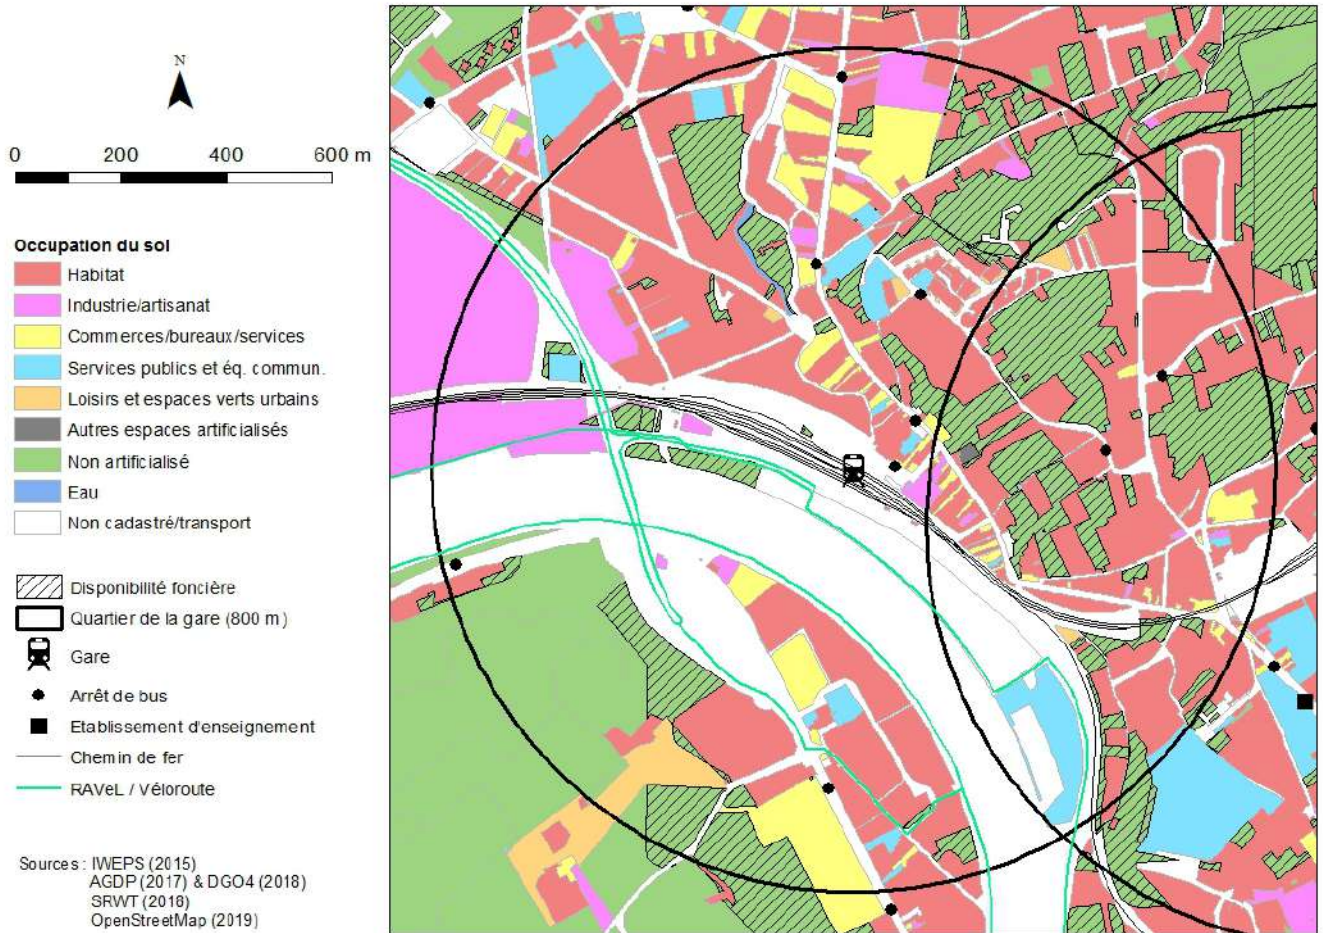 N
0 200 400 600 m
Occupation du sol
Habitat
Industrie/artisanat
Commerces/bureaux/services
Services publics et éq. commun.
Loisirs et espaces verts urbains
Autres espaces artificialisés
Non artificialisé
Eau
Non cadastré/transport
Disponibilité foncière
Quartier de la gare (800 m)
Gare
Arrêt de bus
Etablissement d'enseignement
Chemin de fer
RAVeL / Véloroute
Sources : IWEPS (2015)
AGDP (2017) & DGO4 (2018)
SRWT (2018)
OpenStreetMap (2019)